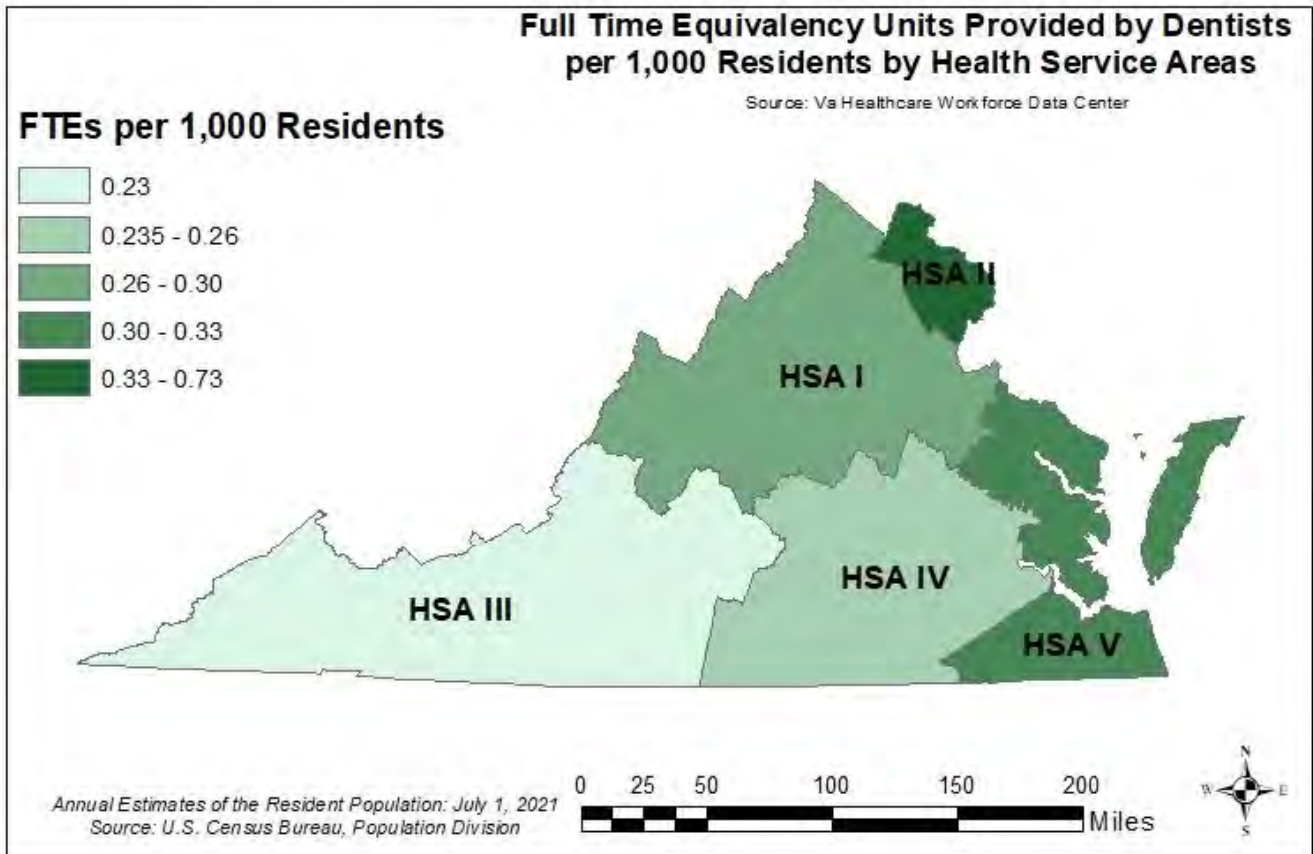 Full Time Equivalency Units Provided by Dentists
per 1,000 Residents by Health Service Areas
Source: Va Healthcare Workforce Data Center
FTEs per 1,000 Residents
0.23
0.235 - 0.26
0.26 - 0.30
0.30 - 0.33
0.33 - 0.73
HSA II
HSA I
HSA IV
HSA III
HSA V
Annual Estimates of the Resident Population: July 1, 2021
Source: U.S. Census Bureau, Population Division
0 25 50 100 150 200
Miles
N
W E
S